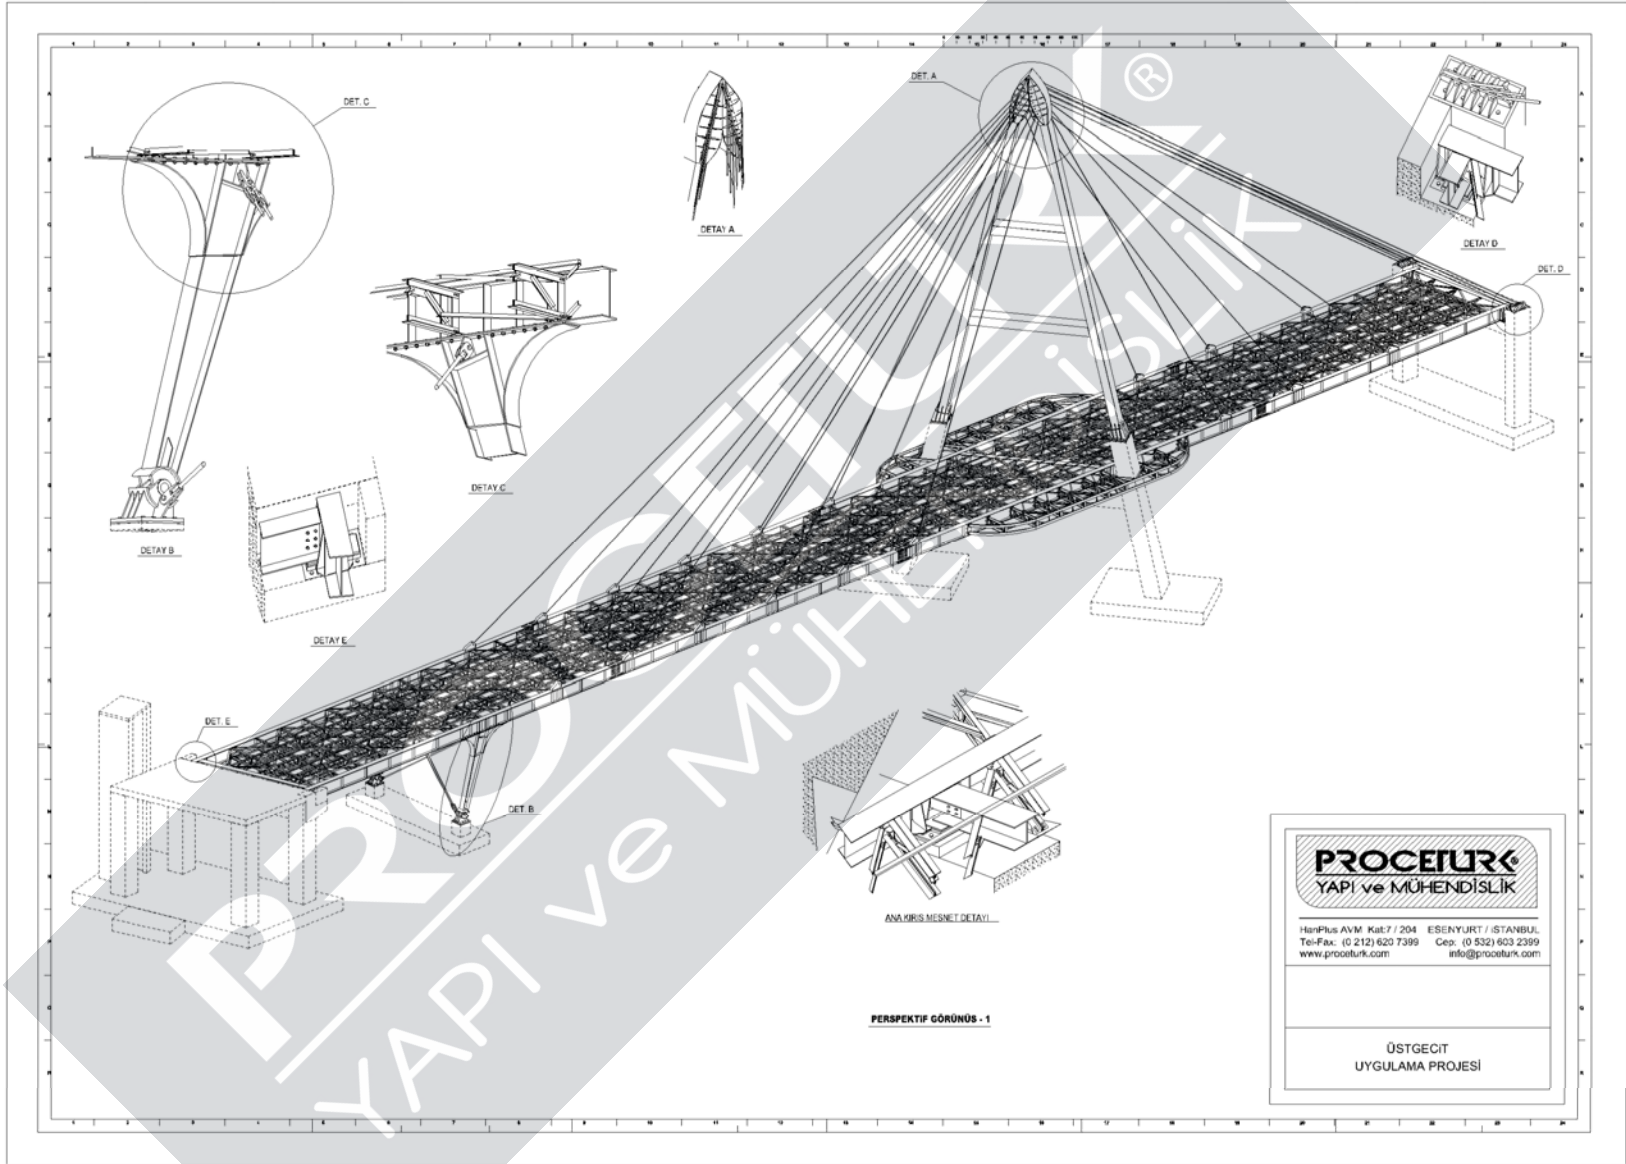 DET. C
DET. A
DETAY A
DETAY D
DET. D
DETAY C
DETAY B
DETAY E
DET. E
DET. B
ANA KIRIS MESNET DETAYI
PERSPEKTİF GÖRÜNÜS - 1
PROCETURK®
YAPI ve MÜHENDİSLİK
PROCETURK®
YAPI ve MÜHENDİSLİK
HanPlus AVM Kat:7 / 204 ESENYURT / İSTANBUL
Tel-Fax: (0 212) 620 7399 Cep: (0 532) 603 2399
www.proceturk.com info@proceturk.com
ÜSTGECİT
UYGULAMA PROJESİ